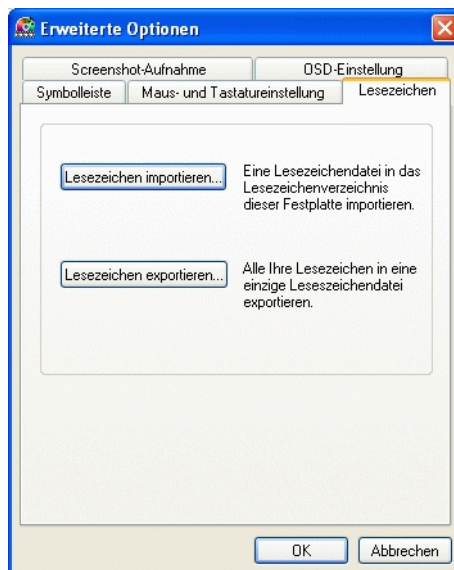 Erweiterte Optionen
Screenshot-Aufnahme
OSD-Einstellung
Symbolleiste
Maus- und Tastatureinstellung
Lesezeichen
Lesezeichen importieren...
Eine Lesezeichendatei in das
Lesezeichenverzeichnis
dieser Festplatte importieren.
Lesezeichen exportieren...
Alle Ihre Lesezeichen in eine
einzige Leseszeichendatei
exportieren.
OK
Abbrechen